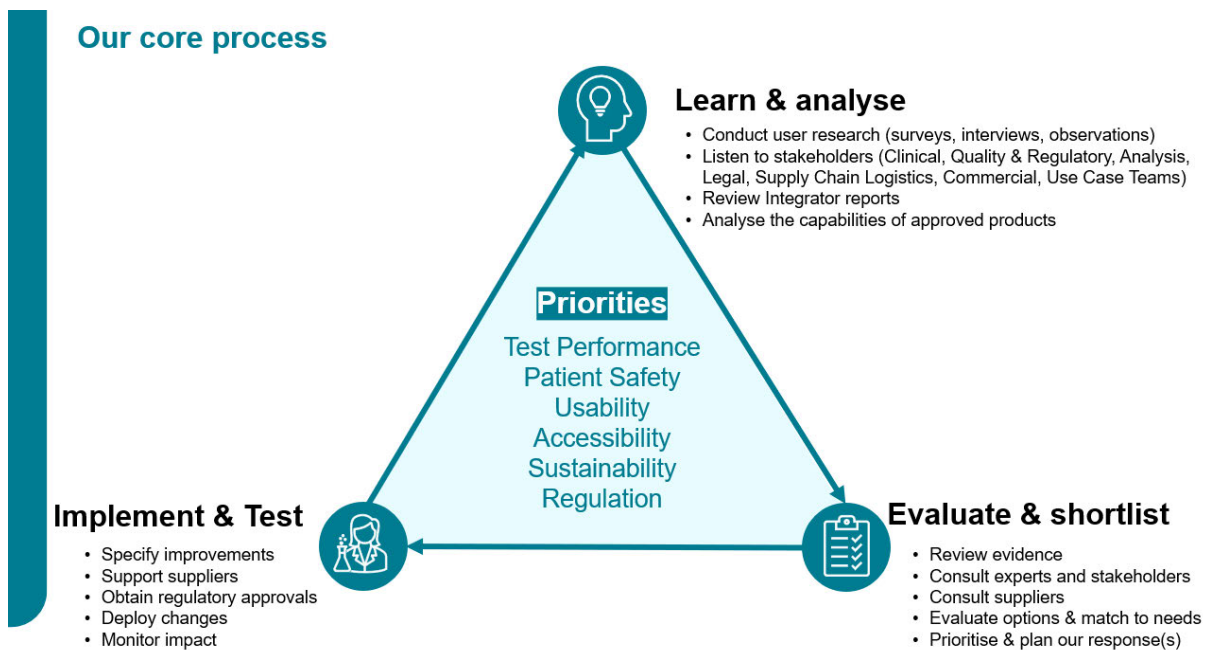 Our core process
Learn & analyse
• Conduct user research (surveys, interviews, observations)
• Listen to stakeholders (Clinical, Quality & Regulatory, Analysis,
Legal, Supply Chain Logistics, Commercial, Use Case Teams)
• Review Integrator reports
• Analyse the capabilities of approved products
Priorities
Test Performance
Patient Safety
Usability
Accessibility
Sustainability
Regulation
Implement & Test
• Specify improvements
• Support suppliers
• Obtain regulatory approvals
• Deploy changes
• Monitor impact
Evaluate & shortlist
• Review evidence
• Consult experts and stakeholders
• Consult suppliers
• Evaluate options & match to needs
• Prioritise & plan our response(s)